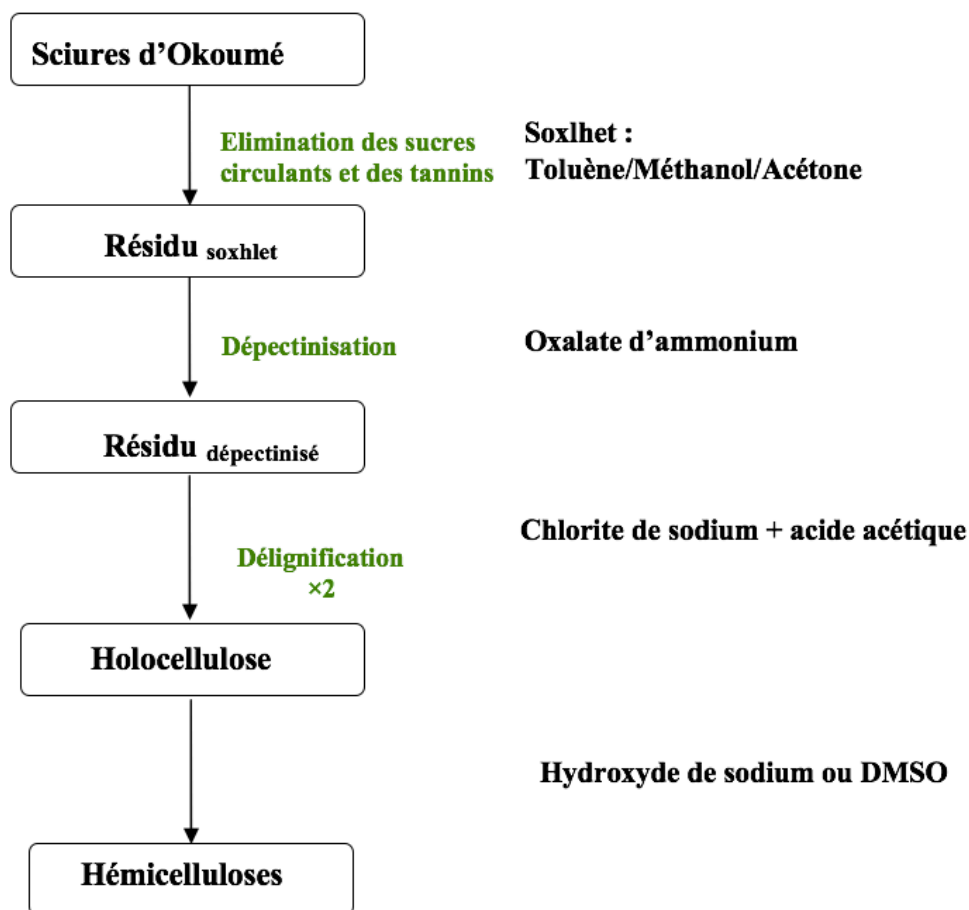 Sciures d’Okoumé
Elimination des sucres
circulants et des tannins
Soxlhet :
Toluène/Méthanol/Acétone
Résidu soxhlet
Dépectinisation
Oxalate d’ammonium
Résidu dépectinisé
Chlorite de sodium + acide acétique
Délignification
×2
Holocellulose
Hydroxyde de sodium ou DMSO
Hémicelluloses